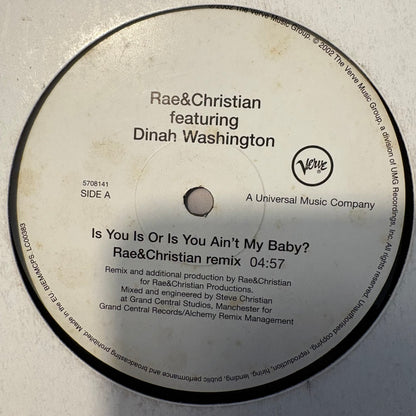 Rae&Christian
featuring
Dinah Washington
Verve
5708141
SIDE A
A Universal Music Company
Is You Is Or Is You Ain't My Baby?
Rae&Christian remix 04:57
Remix and additional production by Rae&Christian
for Rae&Christian Productions.
Mixed and engineered by Steve Christian
at Grand Central Studios, Manchester for
Grand Central Records/Alchemy Remix Management
2002 The Verve Music Group, © 2002 The Verve Music Group, a division of UMG Recordings, Inc. All rights reserved. Unauthorised copying, reproduction, hiring, lending, public performance and broadcasting prohibited. Made in the EU. BIEM/MCPS. LC00383